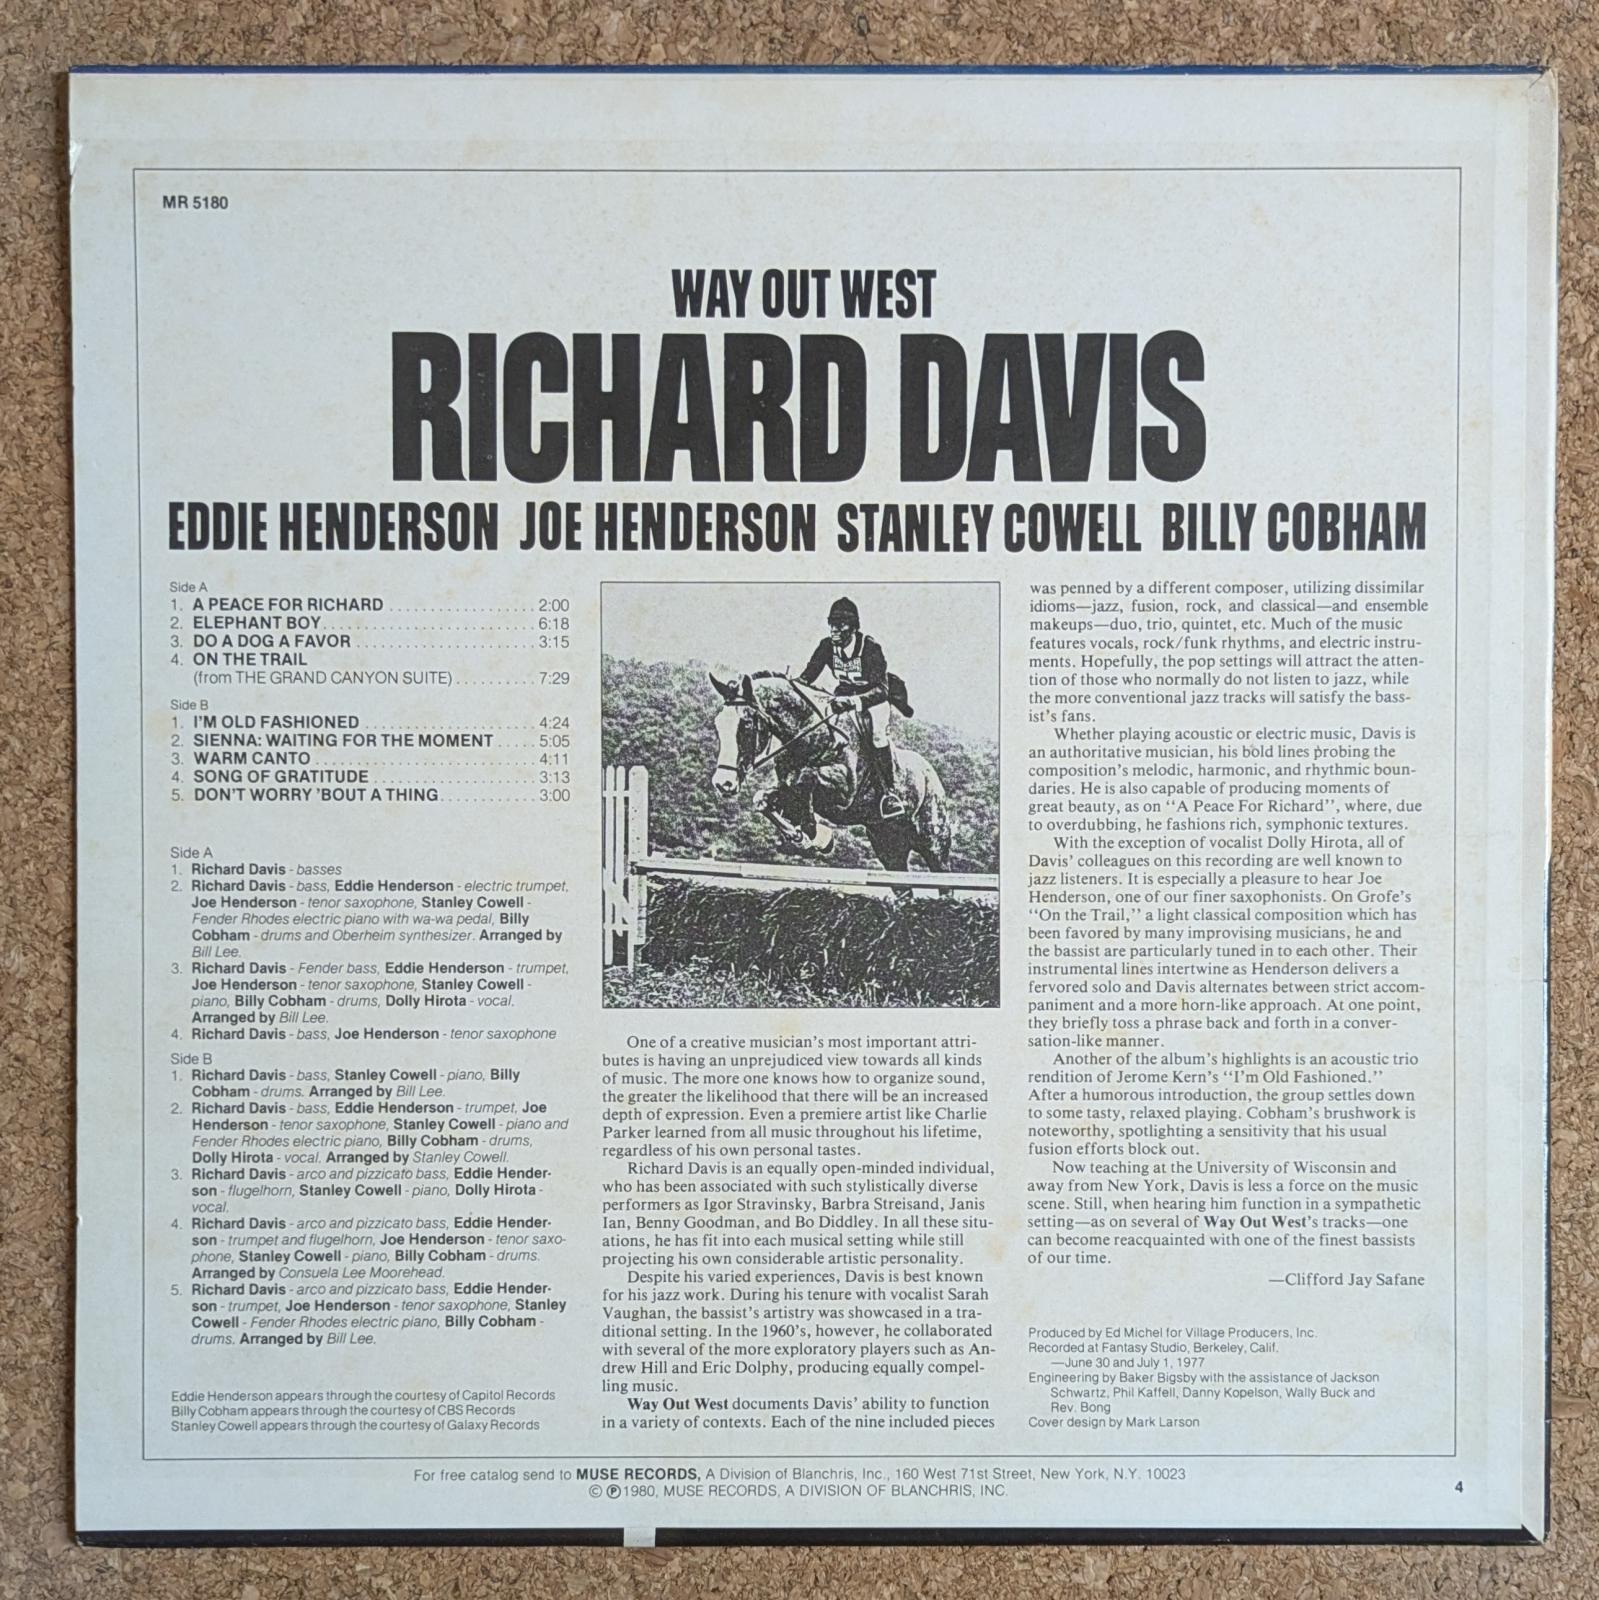 MR 5180
WAY OUT WEST
RICHARD DAVIS
EDDIE HENDERSON JOE HENDERSON STANLEY COWELL BILLY COBHAM
Side A
1. A PEACE FOR RICHARD . . . . . . . . . . . . . . . . . . 2:00
2. ELEPHANT BOY . . . . . . . . . . . . . . . . . . . . . . . . . . 6:18
3. DO A DOG A FAVOR . . . . . . . . . . . . . . . . . . . . . . 3:15
4. ON THE TRAIL
(from THE GRAND CANYON SUITE) . . . . . . . . . . 7:29
Side B
1. I'M OLD FASHIONED . . . . . . . . . . . . . . . . . . . . . 4:24
2. SIENNA: WAITING FOR THE MOMENT . . . . . 5:05
3. WARM CANTO . . . . . . . . . . . . . . . . . . . . . . . . . . . 4:11
4. SONG OF GRATITUDE . . . . . . . . . . . . . . . . . . . . 3:13
5. DON'T WORRY 'BOUT A THING . . . . . . . . . . . . 3:00
Side A
1. Richard Davis - basses
2. Richard Davis - bass, Eddie Henderson - electric trumpet,
Joe Henderson - tenor saxophone, Stanley Cowell -
Fender Rhodes electric piano with wa-wa pedal, Billy
Cobham - drums and Oberheim synthesizer. Arranged by
Bill Lee.
3. Richard Davis - Fender bass, Eddie Henderson - trumpet,
Joe Henderson - tenor saxophone, Stanley Cowell -
piano, Billy Cobham - drums, Dolly Hirota - vocal.
Arranged by Bill Lee.
4. Richard Davis - bass, Joe Henderson - tenor saxophone
Side B
1. Richard Davis - bass, Stanley Cowell - piano, Billy
Cobham - drums. Arranged by Bill Lee.
2. Richard Davis - bass, Eddie Henderson - trumpet, Joe
Henderson - tenor saxophone, Stanley Cowell - piano and
Fender Rhodes electric piano, Billy Cobham - drums,
Dolly Hirota - vocal. Arranged by Stanley Cowell.
3. Richard Davis - arco and pizzicato bass, Eddie Hender-
son - flugelhorn, Stanley Cowell - piano, Dolly Hirota -
vocal.
4. Richard Davis - arco and pizzicato bass, Eddie Hender-
son - trumpet and flugelhorn, Joe Henderson - tenor saxo-
phone, Stanley Cowell - piano, Billy Cobham - drums.
Arranged by Consuela Lee Moorehead.
5. Richard Davis - arco and pizzicato bass, Eddie Hender-
son - trumpet, Joe Henderson - tenor saxophone, Stanley
Cowell - Fender Rhodes electric piano, Billy Cobham -
drums. Arranged by Bill Lee.
Eddie Henderson appears through the courtesy of Capitol Records
Billy Cobham appears through the courtesy of CBS Records
Stanley Cowell appears through the courtesy of Galaxy Records
One of a creative musician's most important attri-
butes is having an unprejudiced view towards all kinds
of music. The more one knows how to organize sound,
the greater the likelihood that there will be an increased
depth of expression. Even a premiere artist like Charlie
Parker learned from all music throughout his lifetime,
regardless of his own personal tastes.
Richard Davis is an equally open-minded individual,
who has been associated with such stylistically diverse
performers as Igor Stravinsky, Barbra Streisand, Janis
Ian, Benny Goodman, and Bo Diddley. In all these situ-
ations, he has fit into each musical setting while still
projecting his own considerable artistic personality.
Despite his varied experiences, Davis is best known
for his jazz work. During his tenure with vocalist Sarah
Vaughan, the bassist's artistry was showcased in a tra-
ditional setting. In the 1960's, however, he collaborated
with several of the more exploratory players such as An-
drew Hill and Eric Dolphy, producing equally compel-
ling music.
Way Out West documents Davis' ability to function
in a variety of contexts. Each of the nine included pieces
was penned by a different composer, utilizing dissimilar
idioms—jazz, fusion, rock, and classical—and ensemble
makeups—duo, trio, quintet, etc. Much of the music
features vocals, rock/funk rhythms, and electric instru-
ments. Hopefully, the pop settings will attract the atten-
tion of those who normally do not listen to jazz, while
the more conventional jazz tracks will satisfy the bass-
ist's fans.
Whether playing acoustic or electric music, Davis is
an authoritative musician, his bold lines probing the
composition's melodic, harmonic, and rhythmic boun-
daries. He is also capable of producing moments of
great beauty, as on "A Peace For Richard", where, due
to overdubbing, he fashions rich, symphonic textures.
With the exception of vocalist Dolly Hirota, all of
Davis' colleagues on this recording are well known to
jazz listeners. It is especially a pleasure to hear Joe
Henderson, one of our finer saxophonists. On Grofe's
"On the Trail," a light classical composition which has
been favored by many improvising musicians, he and
the bassist are particularly tuned in to each other. Their
instrumental lines intertwine as Henderson delivers a
fervored solo and Davis alternates between strict accom-
paniment and a more horn-like approach. At one point,
they briefly toss a phrase back and forth in a conver-
sation-like manner.
Another of the album's highlights is an acoustic trio
rendition of Jerome Kern's "I'm Old Fashioned."
After a humorous introduction, the group settles down
to some tasty, relaxed playing. Cobham's brushwork is
noteworthy, spotlighting a sensitivity that his usual
fusion efforts block out.
Now teaching at the University of Wisconsin and
away from New York, Davis is less a force on the music
scene. Still, when hearing him function in a sympathetic
setting—as on several of Way Out West's tracks—one
can become reacquainted with one of the finest bassists
of our time.
—Clifford Jay Safane
Produced by Ed Michel for Village Producers, Inc.
Recorded at Fantasy Studio, Berkeley, Calif.
—June 30 and July 1, 1977
Engineering by Baker Bigsby with the assistance of Jackson
Schwartz, Phil Kaffell, Danny Kopelson, Wally Buck and
Rev. Bong
Cover design by Mark Larson
For free catalog send to MUSE RECORDS, A Division of Blanchris, Inc., 160 West 71st Street, New York, N.Y. 10023
© ℗ 1980, MUSE RECORDS, A DIVISION OF BLANCHRIS, INC.
4